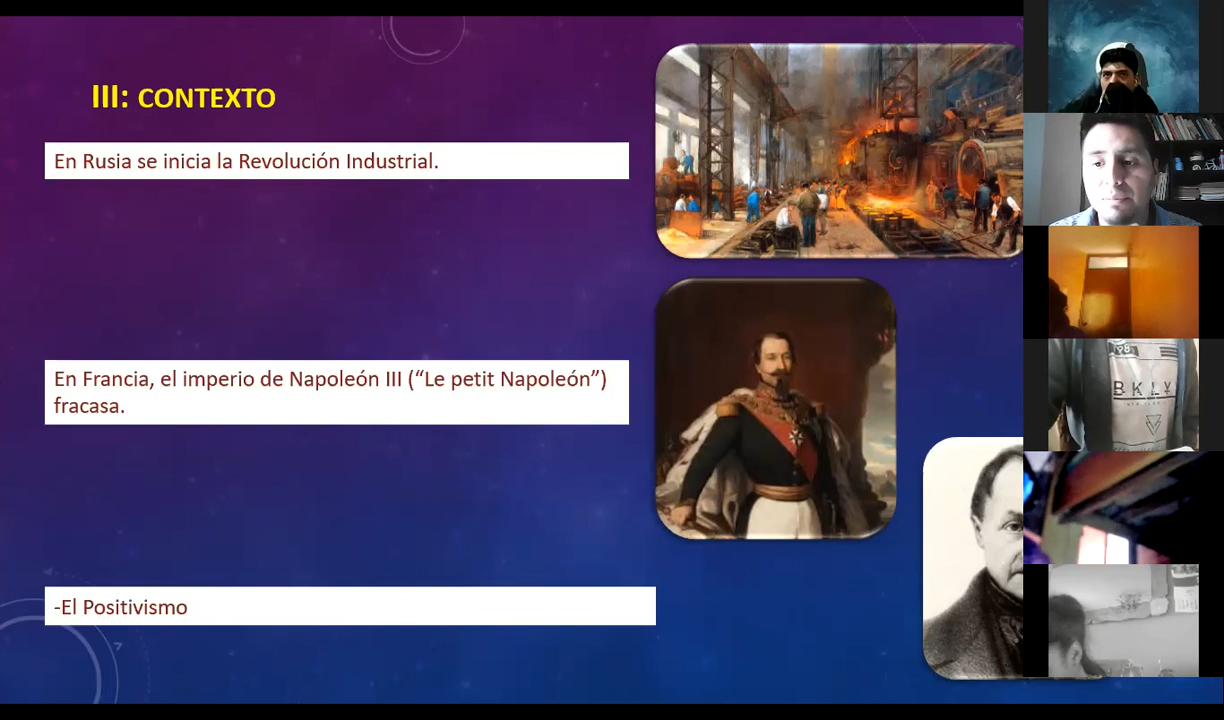 III: CONTEXTO
En Rusia se inicia la Revolución Industrial.
En Francia, el imperio de Napoleón III (“Le petit Napoleón”)
fracasa.
-El Positivismo
BKLY